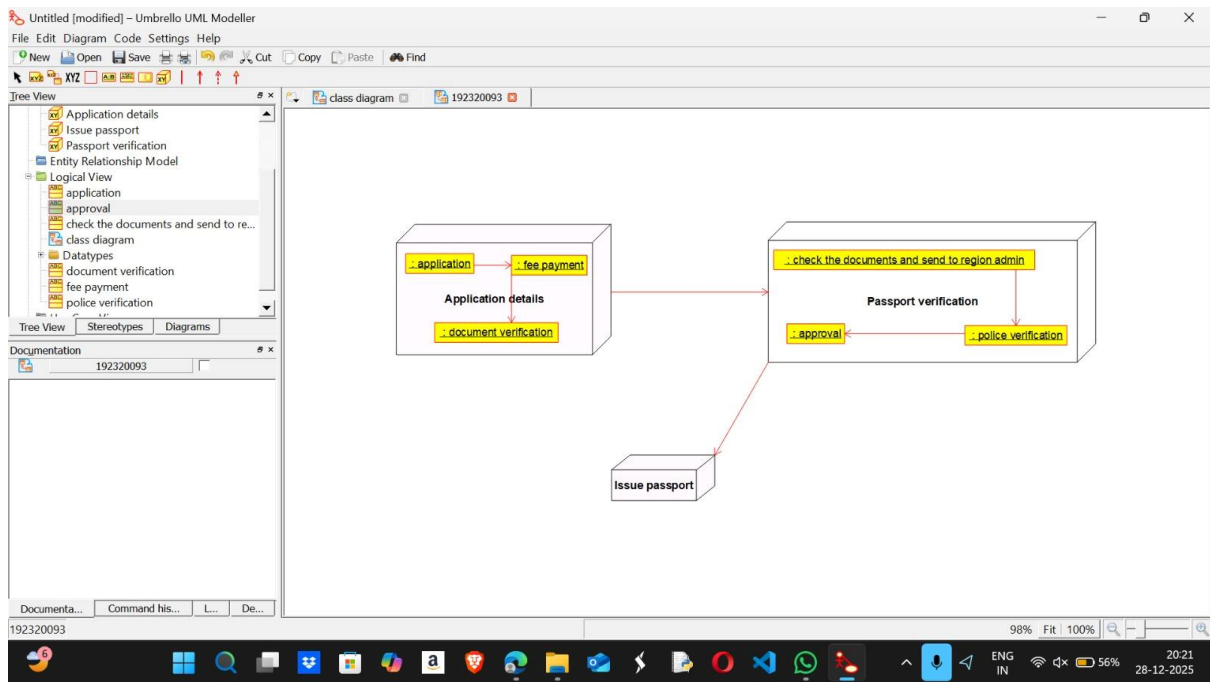 Untitled [modified] – Umbrello UML Modeller
File Edit Diagram Code Settings Help
New Open Save Cut Copy Paste Find
XYZ
Tree View
class diagram
192320093
Application details
Issue passport
Passport verification
Entity Relationship Model
Logical View
application
approval
check the documents and send to re...
class diagram
Datatypes
document verification
fee payment
police verification
Tree View Stereotypes Diagrams
Documentation
192320093
: application
: fee payment
Application details
: document verification
: check the documents and send to region admin
Passport verification
: approval
: police verification
Issue passport
Documenta... Command his... L... De...
192320093
98% Fit 100%
6
ENG
IN
56%
20:21
28-12-2025